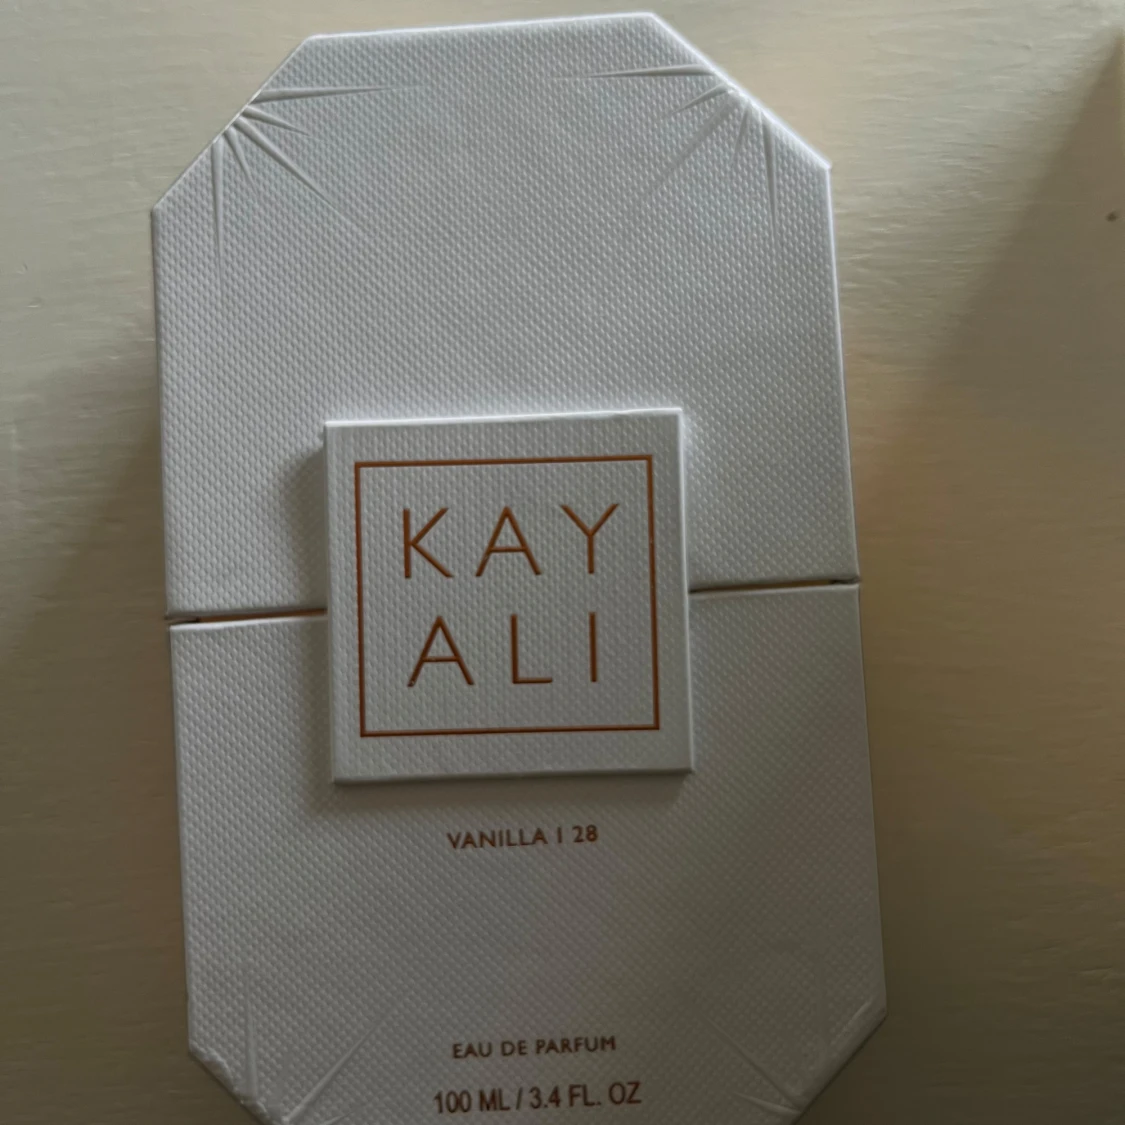 KAY
ALI
VANILLA | 28
EAU DE PARFUM
100 ML / 3.4 FL. OZ